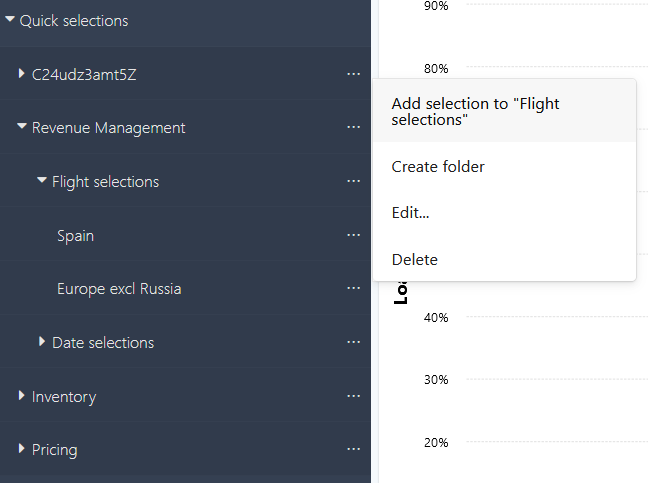 Quick selections
C24udz3amt5Z
Revenue Management
Flight selections
Spain
Europe excl Russia
Date selections
Inventory
Pricing
Add selection to "Flight
selections"
Create folder
Edit...
Delete
90%
80%
40%
30%
20%